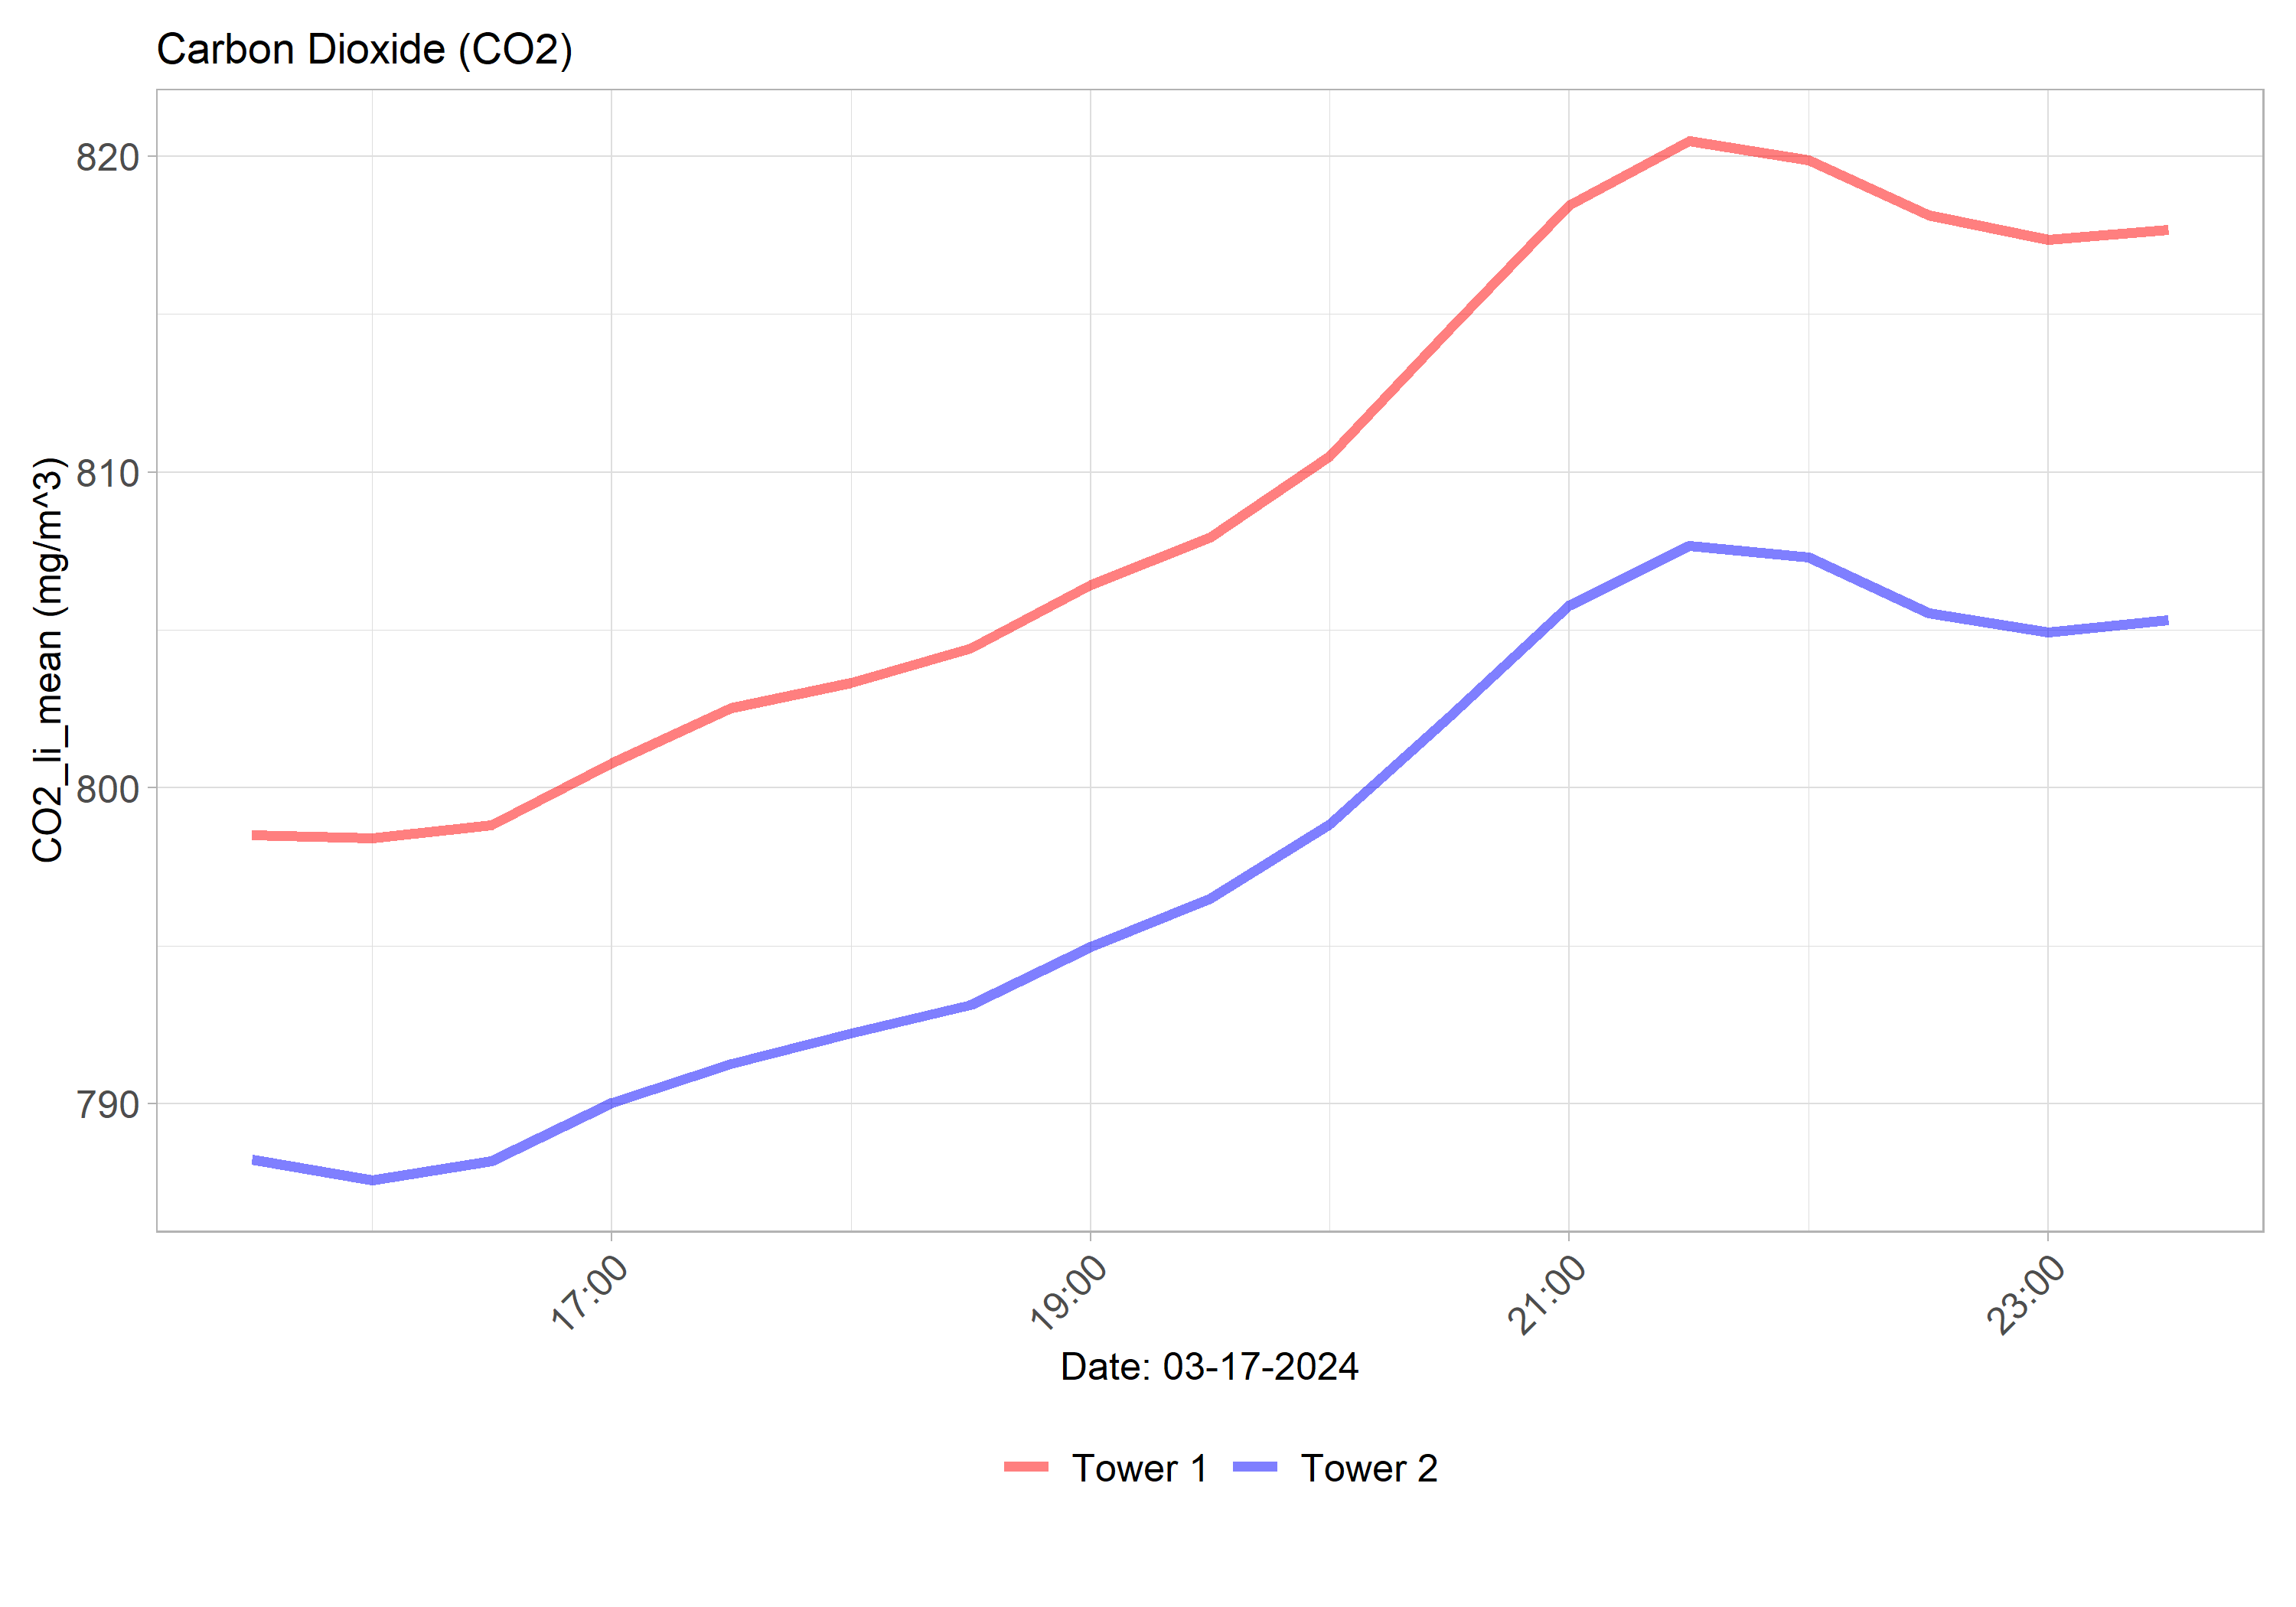 Carbon Dioxide (CO2)
CO2_li_mean (mg/m^3)
820
810
800
790
17:00
19:00
21:00
23:00
Date: 03-17-2024
Tower 1
Tower 2